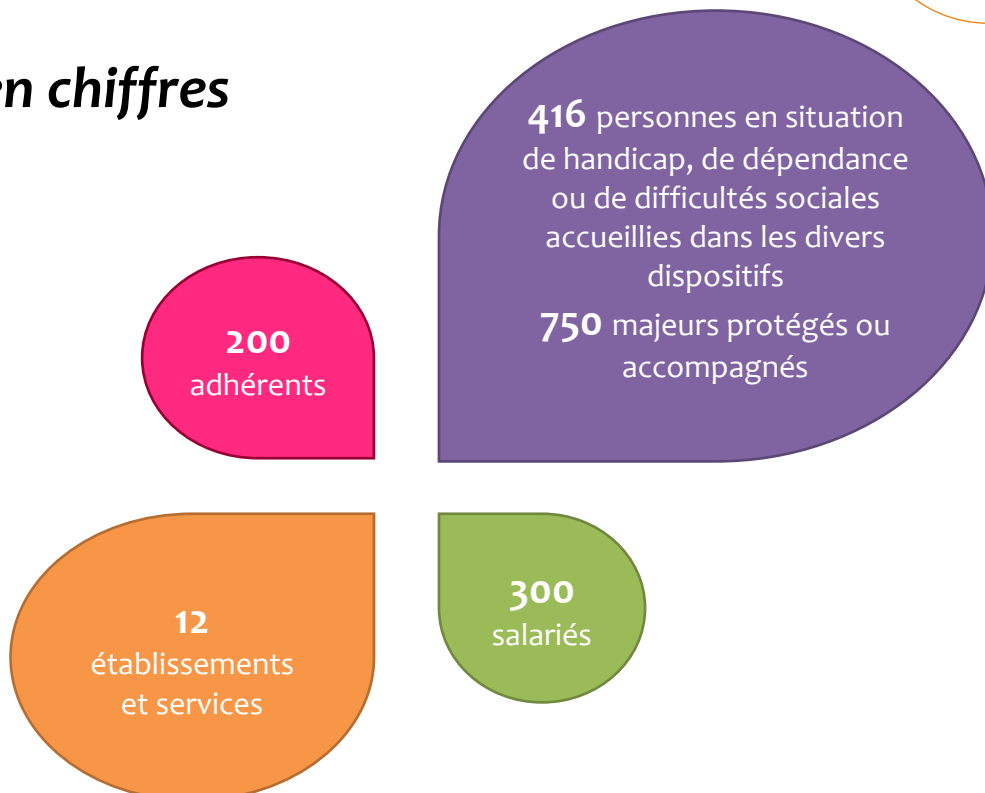 en chiffres
416 personnes en situation
de handicap, de dépendance
ou de difficultés sociales
accueillies dans les divers
dispositifs
750 majeurs protégés ou
accompagnés
200
adhérents
12
établissements
et services
300
salariés